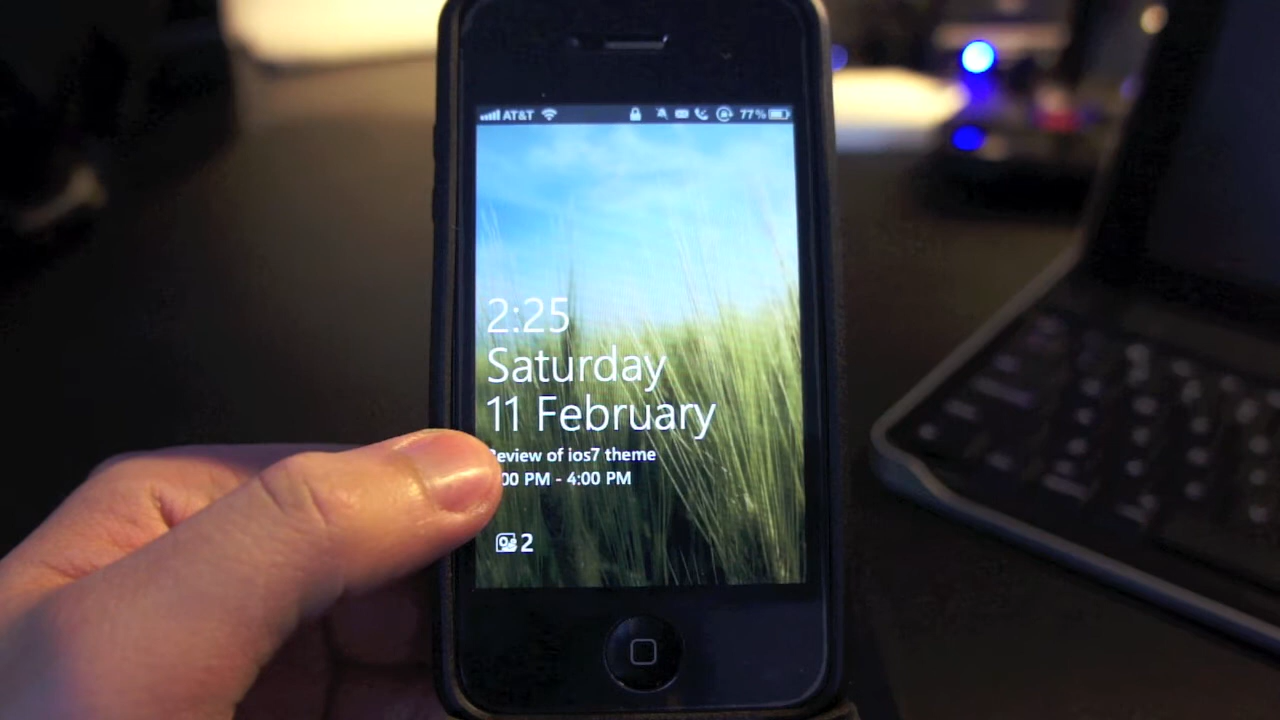 AT&T 77%
2:25
Saturday
11 February
eview of ios7 theme
00 PM - 4:00 PM
2